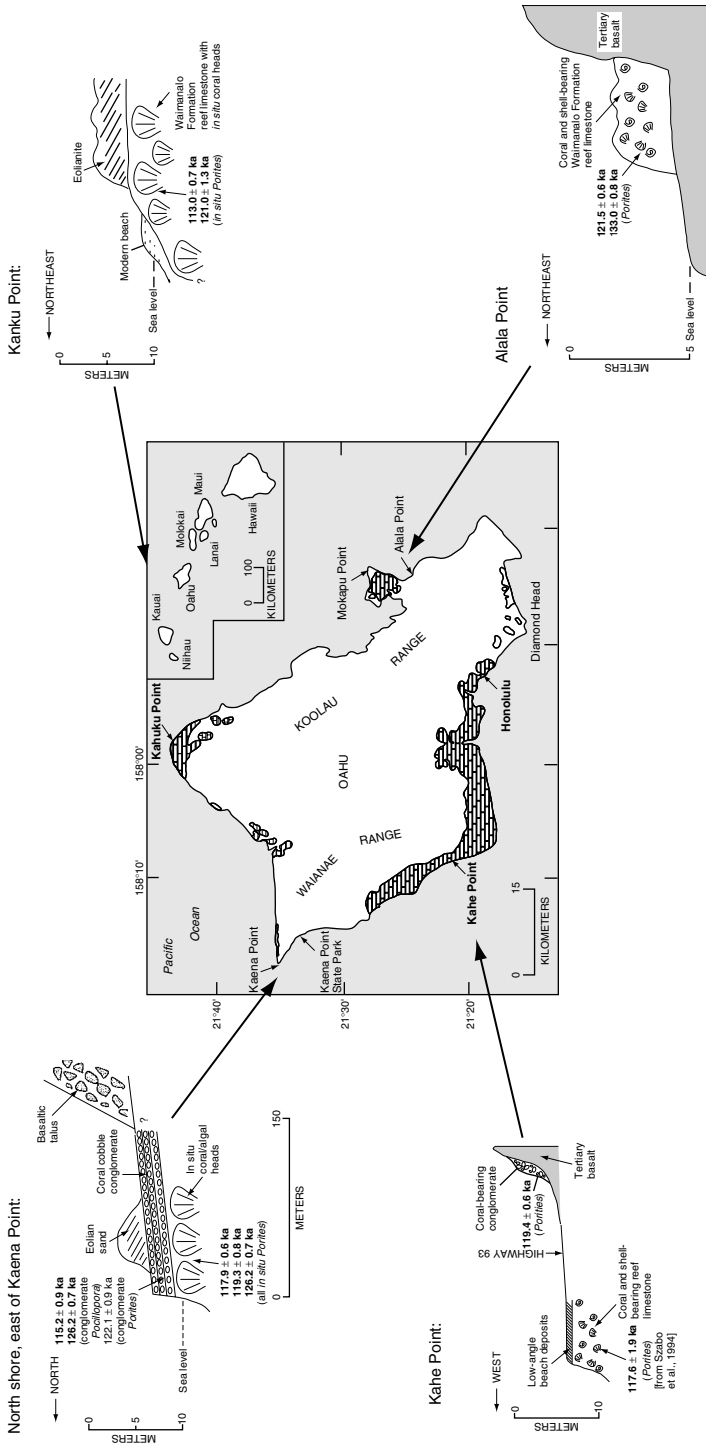 North shore, east of Kaena Point:
NORTH
0
5
10
METERS
115.2 ± 0.9 ka
126.2 ± 0.7 ka
(conglomerate
Pocillopora)
122.1 ± 0.9 ka
(conglomerate
Porites)
Eolian
sand
Coral cobble
conglomerate
Basaltic
talus
?
Sea level
117.9 ± 0.6 ka
119.3 ± 0.8 ka
126.2 ± 0.7 ka
(all in situ Porites)
In situ
coral/algal
heads
0
150
METERS
Kanku Point:
NORTHEAST
0
5
10
METERS
Eolianite
Modern beach
Sea level
?
113.0 ± 0.7 ka
121.0 ± 1.3 ka
(in situ Porites)
Waimanalo
Formation
reef limestone with
in situ coral heads
158°10'
158°00'
21°40'
21°30'
21°20'
Pacific
Ocean
Kaena Point
Kaena Point
State Park
Kahuku Point
WAIANAE
RANGE
OAHU
KOOLAU
RANGE
Mokapu Point
Alala Point
Kahe Point
Honolulu
Diamond Head
0
15
KILOMETERS
Niihau
Kauai
Oahu
Molokai
Lanai
Maui
Hawaii
0
100
KILOMETERS
Kahe Point:
WEST
0
10
METERS
Low-angle
beach deposits
HIGHWAY 93
Coral-bearing
conglomerate
119.4 ± 0.6 ka
(Porities)
Tertiary
basalt
117.6 ± 1.9 ka
(Porities)
[from Szabo
et al., 1994]
Coral and shell-
bearing reef
limestone
Alala Point
NORTHEAST
0
5
METERS
Sea level
121.5 ± 0.6 ka
133.0 ± 0.8 ka
(Porites)
Coral and shell-bearing
Waimanalo Formation
reef limestone
Tertiary
basalt